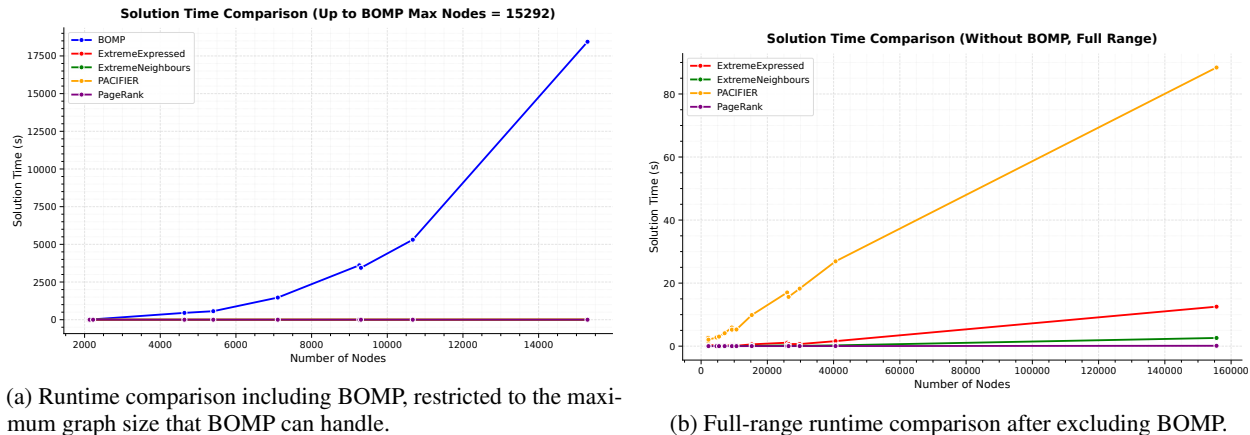 Solution Time Comparison (Up to BOMP Max Nodes = 15292)
BOMP
ExtremeExpressed
ExtremeNeighbours
PACIFIER
PageRank
Solution Time (s)
17500
15000
12500
10000
7500
5000
2500
0
2000
4000
6000
8000
10000
12000
14000
Number of Nodes
(a) Runtime comparison including BOMP, restricted to the maxi-
mum graph size that BOMP can handle.
Solution Time Comparison (Without BOMP, Full Range)
ExtremeExpressed
ExtremeNeighbours
PACIFIER
PageRank
Solution Time (s)
80
60
40
20
0
0
20000
40000
60000
80000
100000
120000
140000
160000
Number of Nodes
(b) Full-range runtime comparison after excluding BOMP.